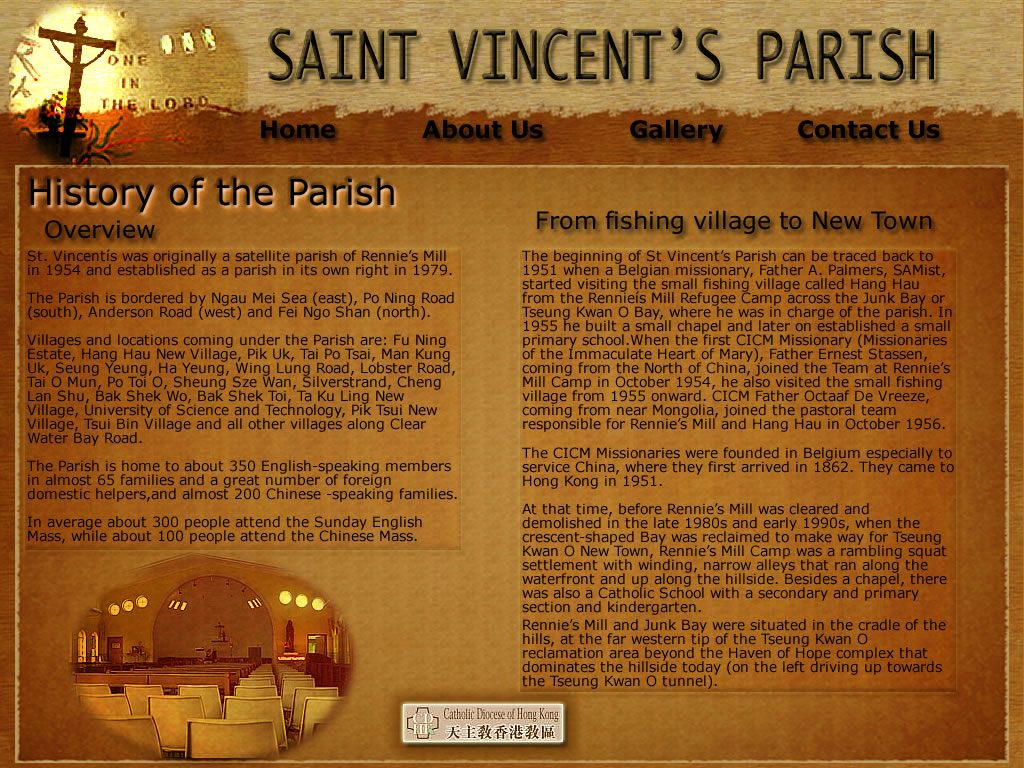 ONE
IN
THE LORD
SAINT VINCENT'S PARISH
Home About Us Gallery Contact Us
History of the Parish
Overview
St. Vincentís was originally a satellite parish of Rennie's Mill
in 1954 and established as a parish in its own right in 1979.
The Parish is bordered by Ngau Mei Sea (east), Po Ning Road
(south), Anderson Road (west) and Fei Ngo Shan (north).
Villages and locations coming under the Parish are: Fu Ning
Estate, Hang Hau New Village, Pik Uk, Tai Po Tsai, Man Kung
Uk, Seung Yeung, Ha Yeung, Wing Lung Road, Lobster Road,
Tai O Mun, Po Toi O, Sheung Sze Wan, Silverstrand, Cheng
Lan Shu, Bak Shek Wo, Bak Shek Toi, Ta Ku Ling New
Village, University of Science and Technology, Pik Tsui New
Village, Tsui Bin Village and all other villages along Clear
Water Bay Road.
The Parish is home to about 350 English-speaking members
in almost 65 families and a great number of foreign
domestic helpers,and almost 200 Chinese -speaking families.
In average about 300 people attend the Sunday English
Mass, while about 100 people attend the Chinese Mass.
From fishing village to New Town
The beginning of St Vincent's Parish can be traced back to
1951 when a Belgian missionary, Father A. Palmers, SAMist,
started visiting the small fishing village called Hang Hau
from the Rennieís Mill Refugee Camp across the Junk Bay or
Tseung Kwan O Bay, where he was in charge of the parish. In
1955 he built a small chapel and later on established a small
primary school.When the first CICM Missionary (Missionaries
of the Immaculate Heart of Mary), Father Ernest Stassen,
coming from the North of China, joined the Team at Rennie's
Mill Camp in October 1954, he also visited the small fishing
village from 1955 onward. CICM Father Octaaf De Vreeze,
coming from near Mongolia, joined the pastoral team
responsible for Rennie's Mill and Hang Hau in October 1956.
The CICM Missionaries were founded in Belgium especially to
service China, where they first arrived in 1862. They came to
Hong Kong in 1951.
At that time, before Rennie's Mill was cleared and
demolished in the late 1980s and early 1990s, when the
crescent-shaped Bay was reclaimed to make way for Tseung
Kwan O New Town, Rennie's Mill Camp was a rambling squat
settlement with winding, narrow alleys that ran along the
waterfront and up along the hillside. Besides a chapel, there
was also a Catholic School with a secondary and primary
section and kindergarten.
Rennie's Mill and Junk Bay were situated in the cradle of the
hills, at the far western tip of the Tseung Kwan O
reclamation area beyond the Haven of Hope complex that
dominates the hillside today (on the left driving up towards
the Tseung Kwan O tunnel).
Catholic Diocese of Hong Kong
天主敎香港敎區